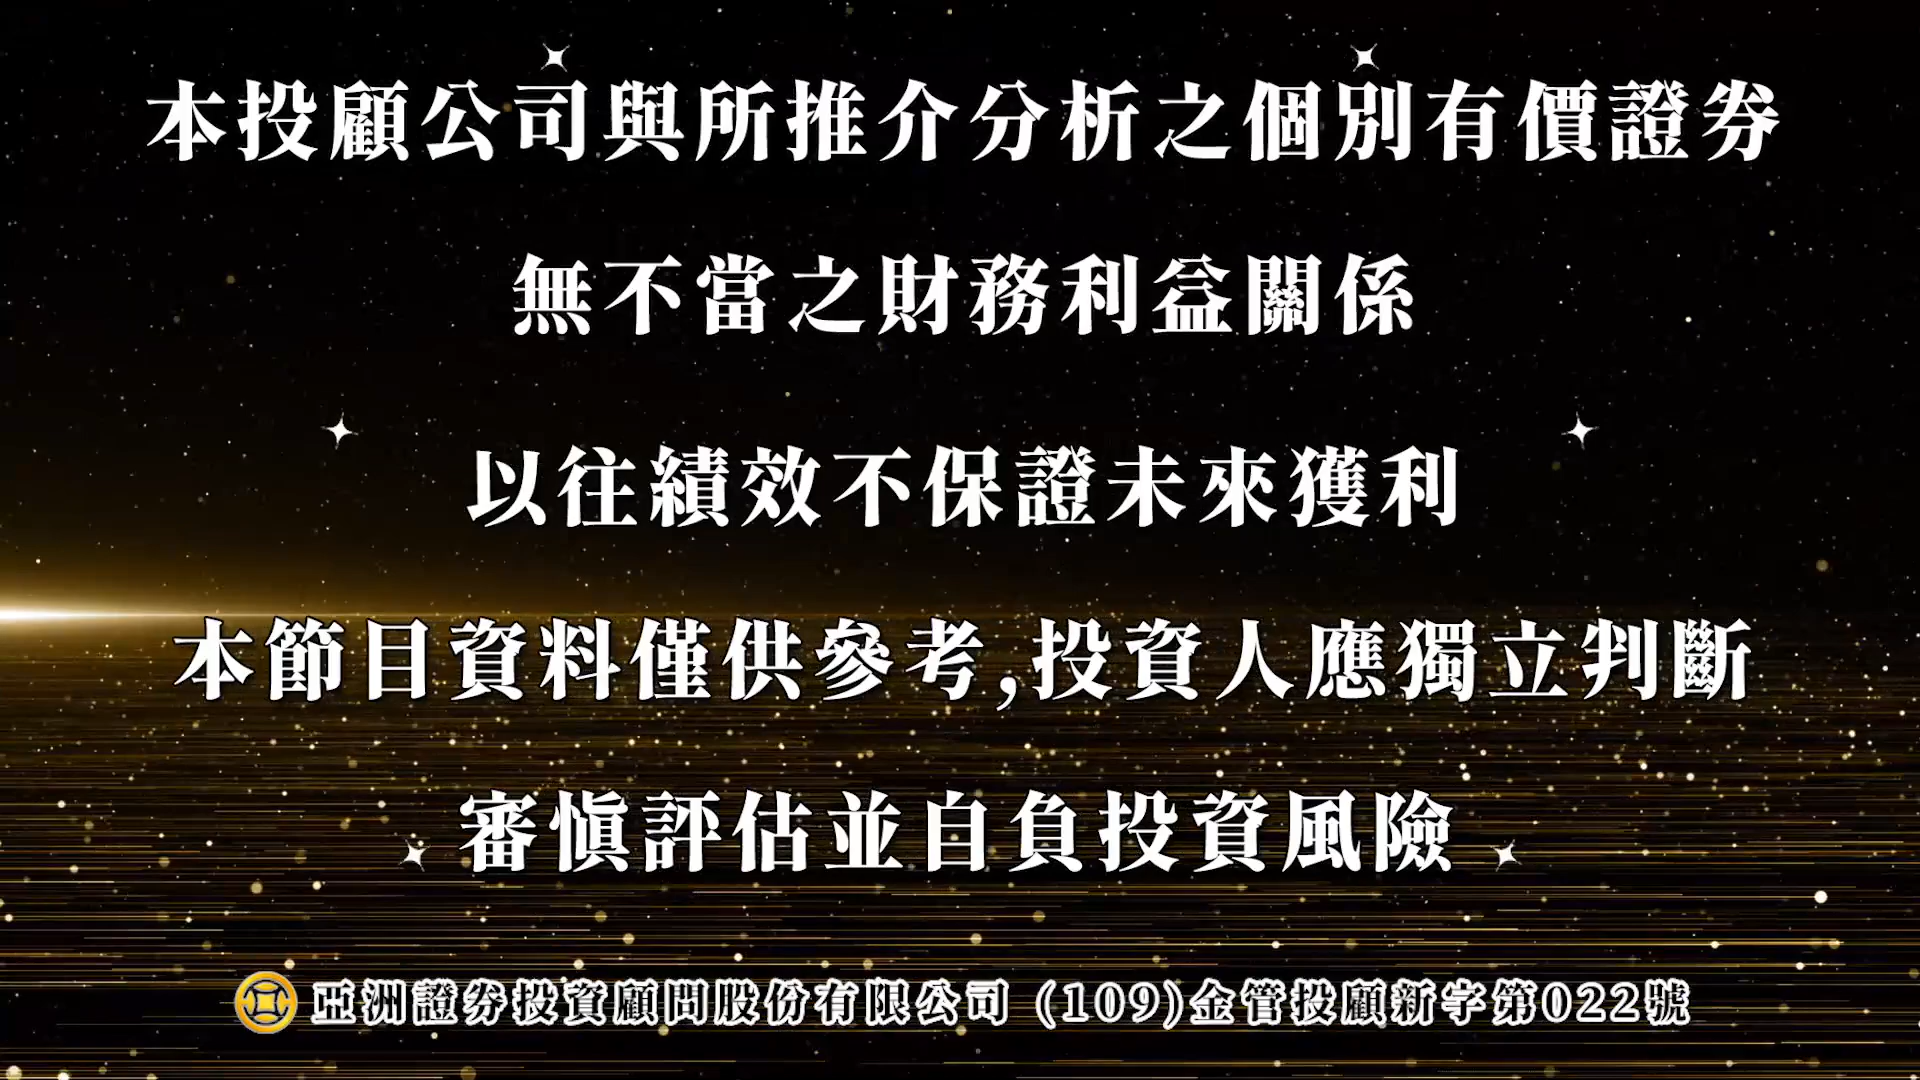 本投顧公司與所推介分析之個別有價證券
無不當之財務利益關係
以往績效不保證未來獲利
本節目資料僅供參考,投資人應獨立判斷
審慎評估並自負投資風險
亞洲證券投資顧問股份有限公司 (109)金管投顧新字第022號